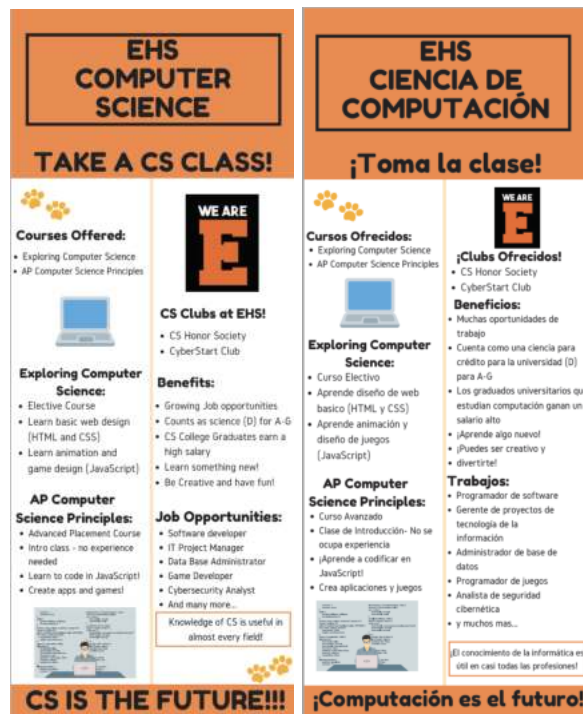 EHS
COMPUTER
SCIENCE
TAKE A CS CLASS!
Courses Offered:
• Exploring Computer Science
• AP Computer Science Principles
Exploring Computer
Science:
• Elective Course
• Learn basic web design
(HTML and CSS)
• Learn animation and
game design (JavaScript)
AP Computer
Science Principles:
• Advanced Placement Course
• Intro class - no experience
needed
• Learn to code in JavaScript!
• Create apps and games!
WE ARE
E
CS Clubs at EHS!
• CS Honor Society
• CyberStart Club
Benefits:
• Growing Job opportunities
• Counts as science (D) for A-G
• CS College Graduates earn a
high salary
• Learn something new!
• Be Creative and have fun!
Job Opportunities:
• Software developer
• IT Project Manager
• Data Base Administrator
• Game Developer
• Cybersecurity Analyst
• And many more...
Knowledge of CS is useful in
almost every field!
CS IS THE FUTURE!!!
EHS
CIENCIA DE
COMPUTACIÓN
¡Toma la clase!
Cursos Ofrecidos:
• Exploring Computer Science
• AP Computer Science Principles
Exploring Computer
Science:
• Curso Electivo
• Aprende diseño de web
basico (HTML y CSS)
• Aprende animación y
diseño de juegos
(JavaScript)
AP Computer
Science Principles:
• Curso Avanzado
• Clase de Introducción- No se
ocupa experiencia
• ¡Aprende a codificar en
JavaScript!
• Crea aplicaciones y juegos
WE ARE
E
¡Clubs Ofrecidos!
• CS Honor Society
• CyberStart Club
Beneficios:
• Muchas oportunidades de
trabajo
• Cuenta como una ciencia para
crédito para la universidad (D)
para A-G
• Los graduados universitarios que
estudian computación ganan un
salario alto
• ¡Aprende algo nuevo!
• ¡Puedes ser creativo y
• divertirte!
Trabajos:
• Programador de software
• Gerente de proyectos de
tecnología de la
información
• Administrador de base de
datos
• Programador de juegos
• Analista de seguridad
cibernética
• y muchos mas...
¡El conocimiento de la informática es
útil en casi todas las profesiones!
¡Computación es el futuro!